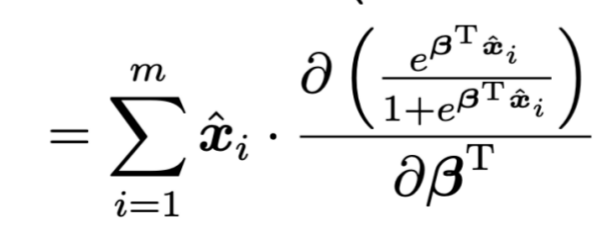 $= \sum_{i=1}^{m} \hat{\boldsymbol{x}}_i \cdot \frac{\partial \left( \frac{e^{\boldsymbol{\beta}^{\mathrm{T}} \hat{\boldsymbol{x}}_i}}{1+e^{\boldsymbol{\beta}^{\mathrm{T}} \hat{\boldsymbol{x}}_i}} \right)}{\partial \boldsymbol{\beta}^{\mathrm{T}}}$